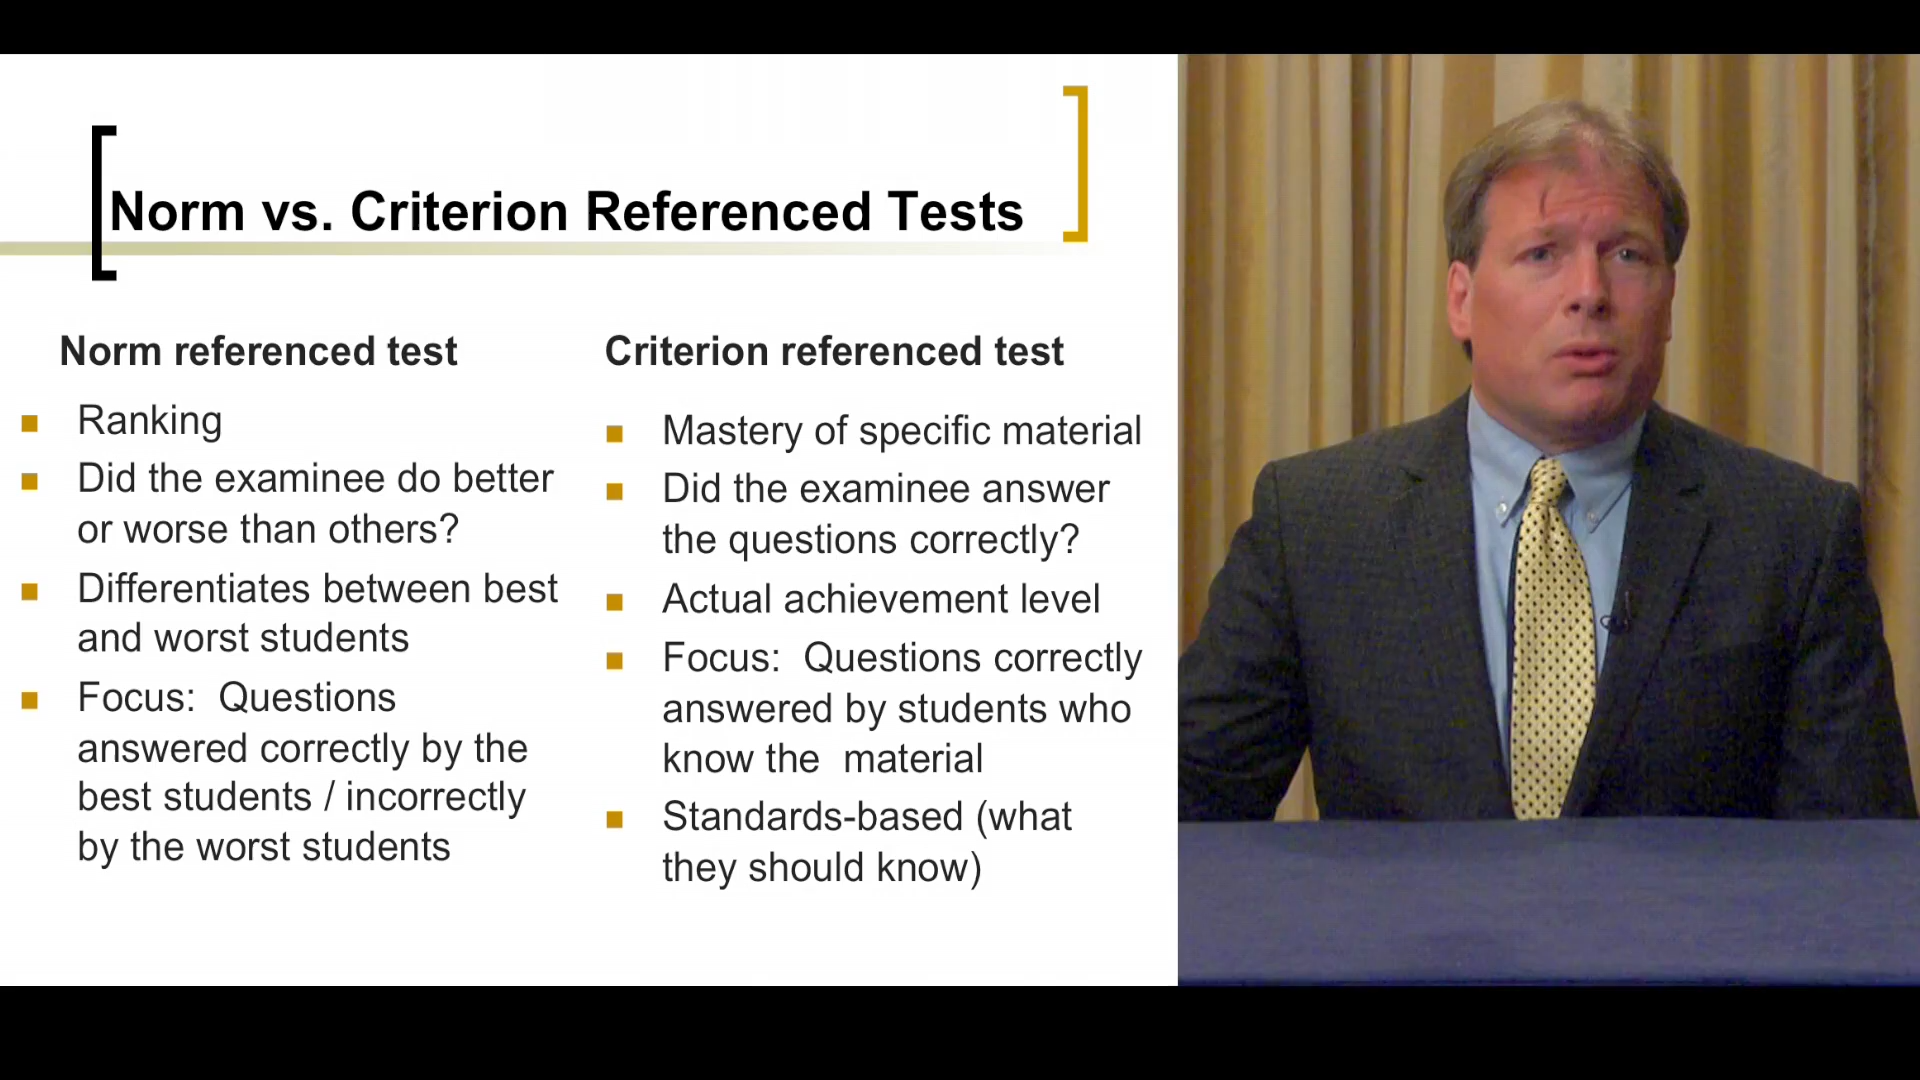 Norm vs. Criterion Referenced Tests
Norm referenced test
Ranking
Did the examinee do better
or worse than others?
Differentiates between best
and worst students
Focus: Questions
answered correctly by the
best students / incorrectly
by the worst students
Criterion referenced test
Mastery of specific material
Did the examinee answer
the questions correctly?
Actual achievement level
Focus: Questions correctly
answered by students who
know the material
Standards-based (what
they should know)